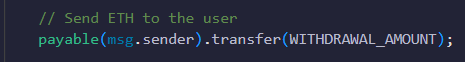 // Send ETH to the user
payable(msg.sender).transfer(WITHDRAWAL_AMOUNT);